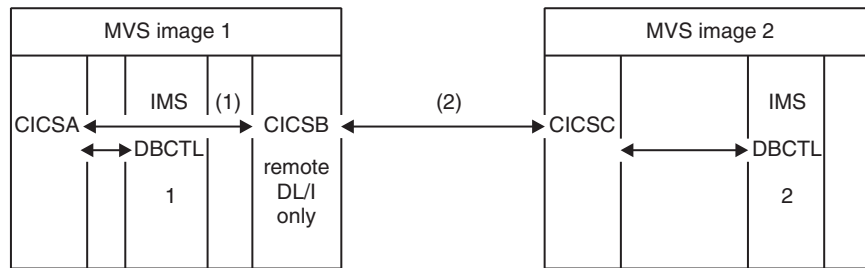 MVS image 1
MVS image 2
IMS
(1)
(2)
IMS
CICSA
CICSB
CICSC
DBCTL
remote
DL/I
only
DBCTL
1
2